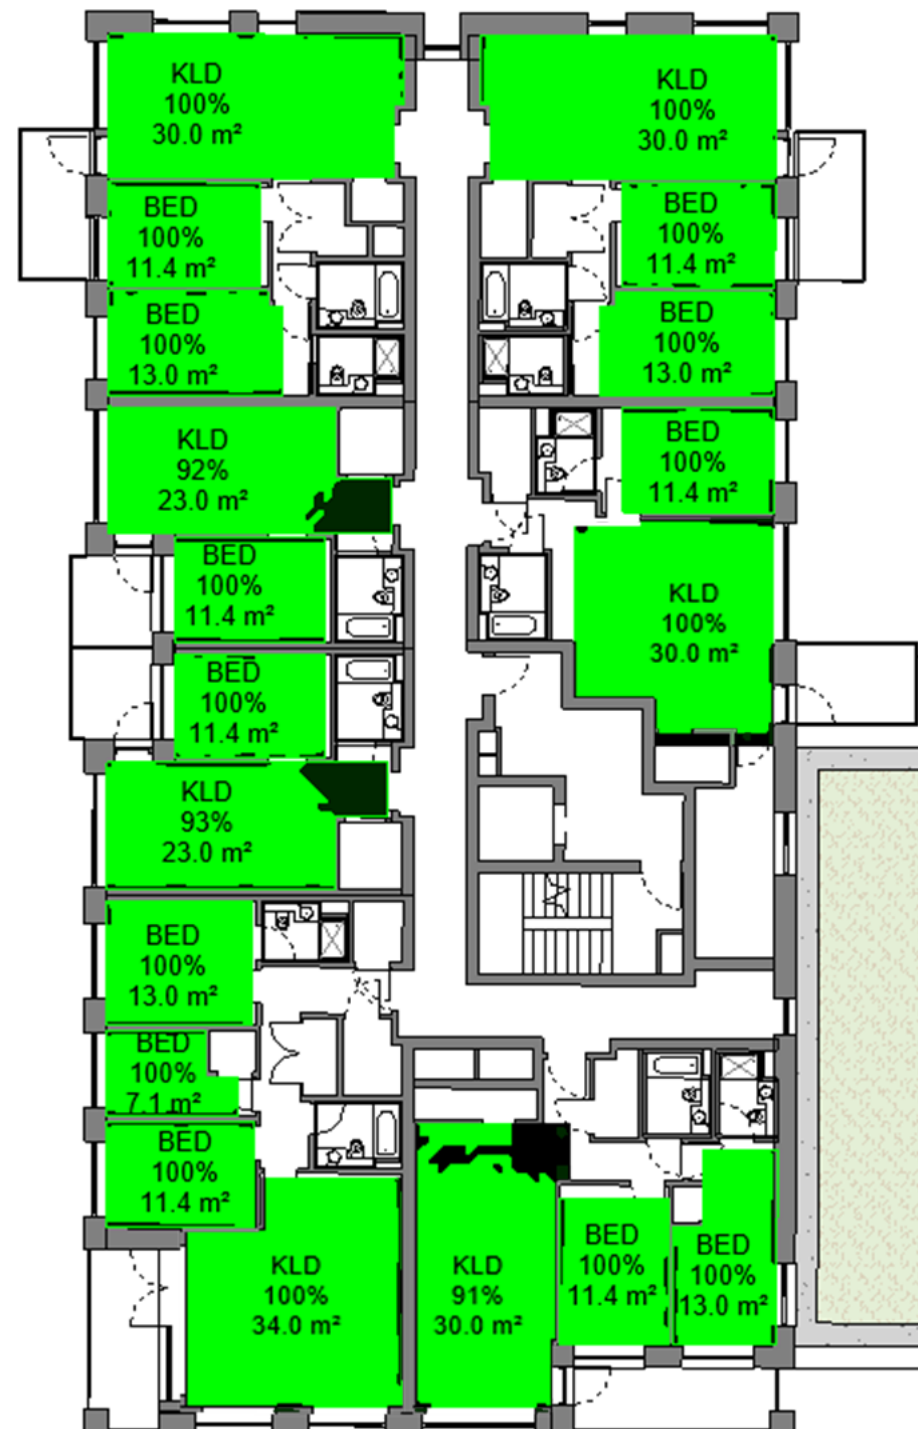 KLD
100%
30.0 m²
KLD
100%
30.0 m²
BED
100%
11.4 m²
BED
100%
11.4 m²
BED
100%
13.0 m²
BED
100%
13.0 m²
KLD
92%
23.0 m²
BED
100%
11.4 m²
BED
100%
11.4 m²
KLD
100%
30.0 m²
BED
100%
11.4 m²
KLD
93%
23.0 m²
BED
100%
13.0 m²
BED
100%
7.1 m²
BED
100%
11.4 m²
KLD
100%
34.0 m²
KLD
91%
30.0 m²
BED
100%
11.4 m²
BED
100%
13.0 m²